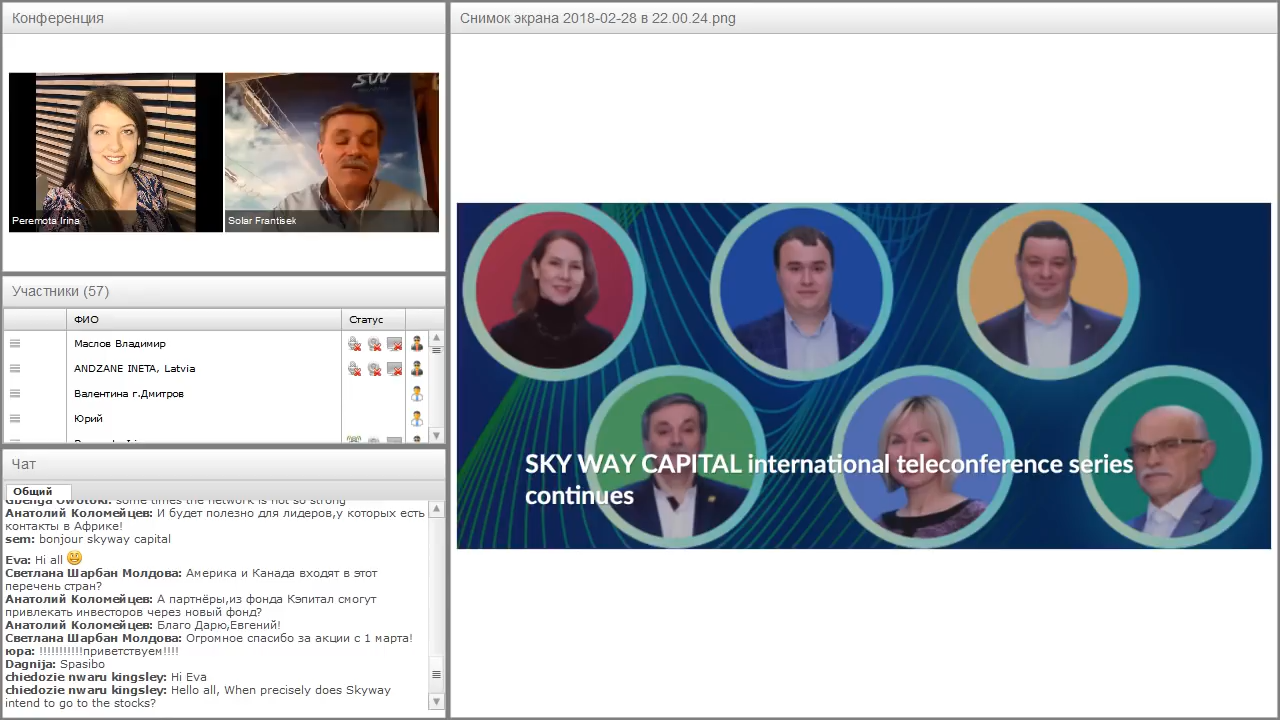 Конференция
Peremota Irina
Solar Frantisek
Участники (57)
ФИО
Статус
Маслов Владимир
ANDZANE INETA, Latvia
Валентина г.Дмитров
Юрий
Чат
Общий
Gbenga Owotoki: some times the network is not so strong
Анатолий Коломейцев: И будет полезно для лидеров,у которых есть
контакты в Африке!
sem: bonjour skyway capital
Eva: Hi all
Светлана Шарбан Молдова: Америка и Канада входят в этот
перечень стран?
Анатолий Коломейцев: А партнёры,из фонда Кэпитал смогут
привлекать инвесторов через новый фонд?
Анатолий Коломейцев: Благо Дарю,Евгений!
Светлана Шарбан Молдова: Огромное спасибо за акции с 1 марта!
юра: !!!!!!!!!!!приветствуем!!!!
Dagnija: Spasibo
chiedozie nwaru kingsley: Hi Eva
chiedozie nwaru kingsley: Hello all, When precisely does Skyway
intend to go to the stocks?
Снимок экрана 2018-02-28 в 22.00.24.png
SKY WAY CAPITAL international teleconference series
continues